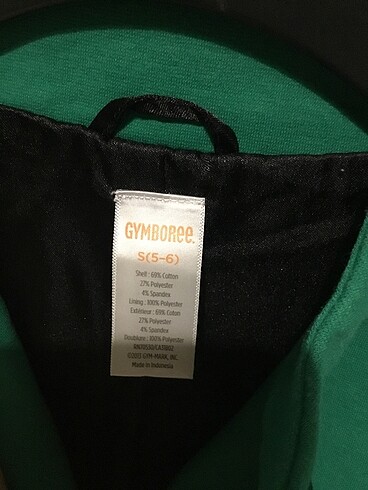 GYMBOREE.
S(5-6)
Shell : 69% Cotton
27% Polyester
4% Spandex
Lining : 100% Polyester
Extérieur : 69% Coton
27% Polyester
4% Spandex
Doublure : 100% Polyester
©2013 GYM-MARK, INC.
Made in Indonesia